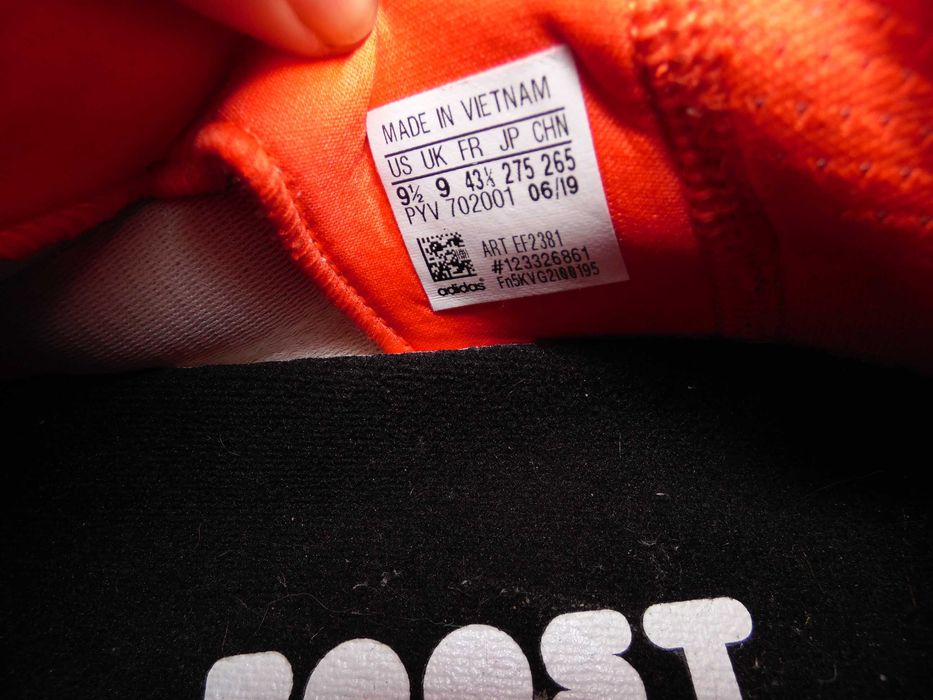 MADE IN VIETNAM
US UK FR JP CHN
9½ 9 43⅓ 275 265
PYV 702001 06/19
ART EF2381
#123326861
adidas
BOOST